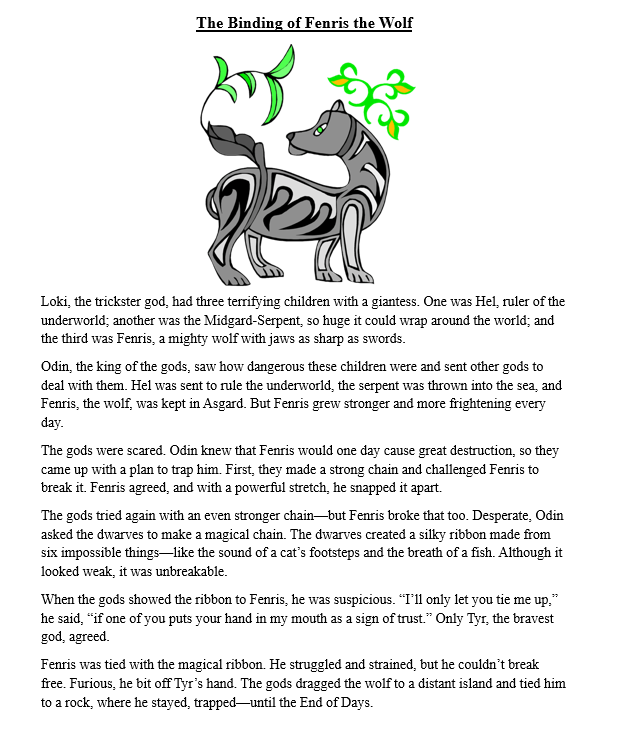 The Binding of Fenris the Wolf
Loki, the trickster god, had three terrifying children with a giantess. One was Hel, ruler of the
underworld; another was the Midgard-Serpent, so huge it could wrap around the world; and
the third was Fenris, a mighty wolf with jaws as sharp as swords.
Odin, the king of the gods, saw how dangerous these children were and sent other gods to
deal with them. Hel was sent to rule the underworld, the serpent was thrown into the sea, and
Fenris, the wolf, was kept in Asgard. But Fenris grew stronger and more frightening every
day.
The gods were scared. Odin knew that Fenris would one day cause great destruction, so they
came up with a plan to trap him. First, they made a strong chain and challenged Fenris to
break it. Fenris agreed, and with a powerful stretch, he snapped it apart.
The gods tried again with an even stronger chain—but Fenris broke that too. Desperate, Odin
asked the dwarves to make a magical chain. The dwarves created a silky ribbon made from
six impossible things—like the sound of a cat’s footsteps and the breath of a fish. Although it
looked weak, it was unbreakable.
When the gods showed the ribbon to Fenris, he was suspicious. “I’ll only let you tie me up,”
he said, “if one of you puts your hand in my mouth as a sign of trust.” Only Tyr, the bravest
god, agreed.
Fenris was tied with the magical ribbon. He struggled and strained, but he couldn’t break
free. Furious, he bit off Tyr’s hand. The gods dragged the wolf to a distant island and tied him
to a rock, where he stayed, trapped—until the End of Days.